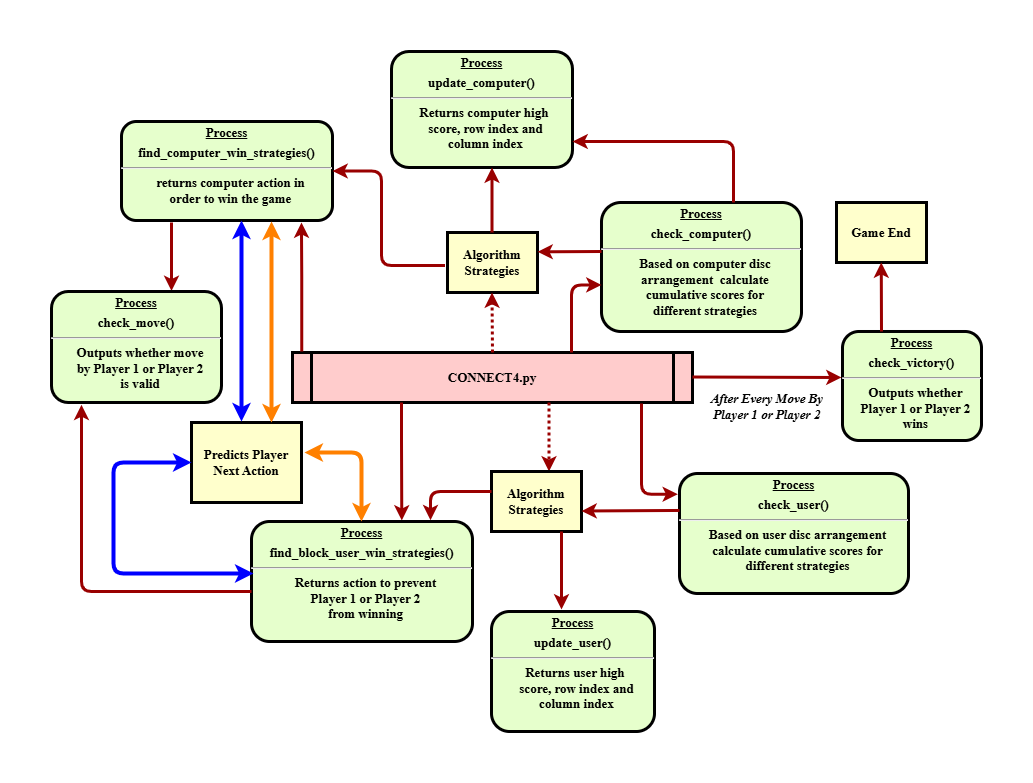 Process
update_computer()
Returns computer high
score, row index and
column index
Process
find_computer_win_strategies()
returns computer action in
order to win the game
Process
check_computer()
Based on computer disc
arrangement calculate
cumulative scores for
different strategies
Game End
Algorithm
Strategies
Process
check_move()
Outputs whether move
by Player 1 or Player 2
is valid
CONNECT4.py
After Every Move By
Player 1 or Player 2
Process
check_victory()
Outputs whether
Player 1 or Player 2
wins
Predicts Player
Next Action
Algorithm
Strategies
Process
check_user()
Based on user disc arrangement
calculate cumulative scores for
different strategies
Process
find_block_user_win_strategies()
Returns action to prevent
Player 1 or Player 2
from winning
Process
update_user()
Returns user high
score, row index and
column index